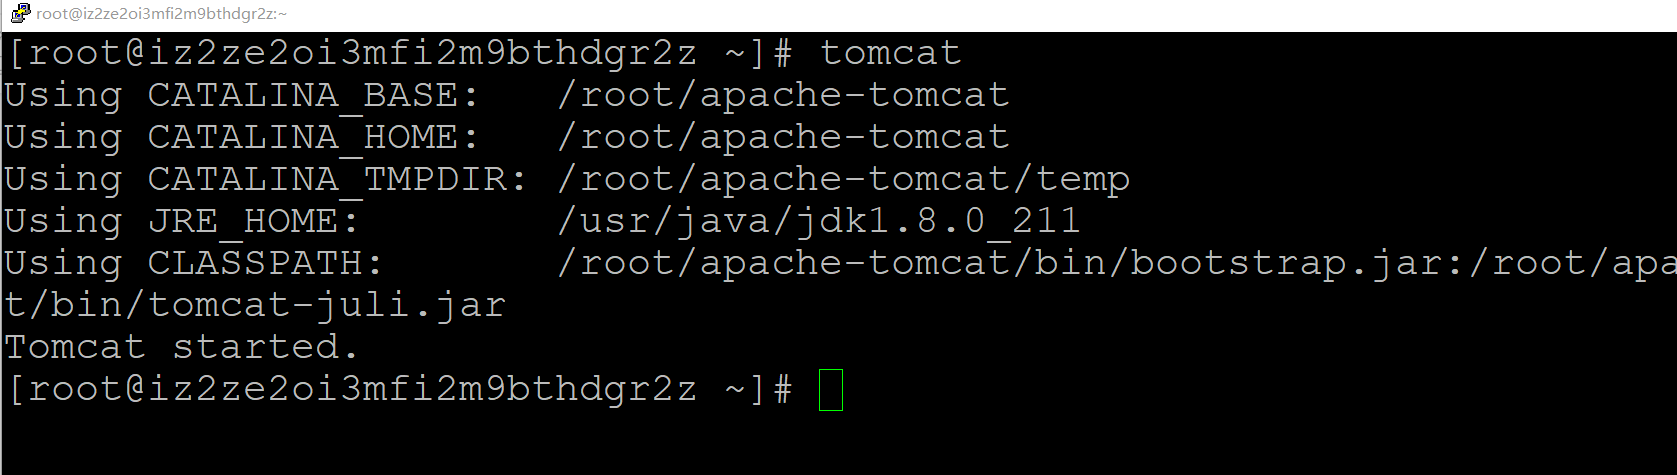 root@iz2ze2oi3mfi2m9bthdgr2z:~
[root@iz2ze2oi3mfi2m9bthdgr2z ~]# tomcat
Using CATALINA_BASE:   /root/apache-tomcat
Using CATALINA_HOME:   /root/apache-tomcat
Using CATALINA_TMPDIR: /root/apache-tomcat/temp
Using JRE_HOME:        /usr/java/jdk1.8.0_211
Using CLASSPATH:       /root/apache-tomcat/bin/bootstrap.jar:/root/apa
t/bin/tomcat-juli.jar
Tomcat started.
[root@iz2ze2oi3mfi2m9bthdgr2z ~]#